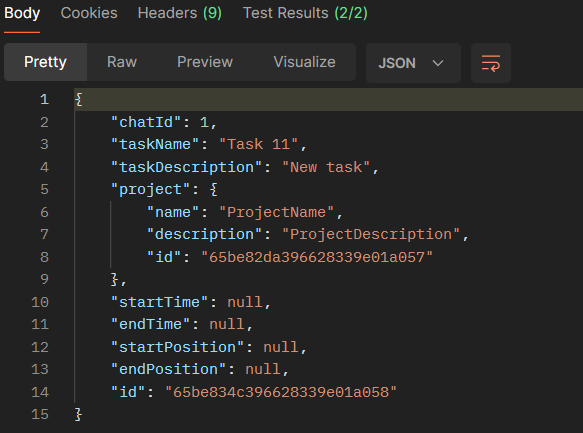 Body Cookies Headers (9) Test Results (2/2)
Pretty Raw Preview Visualize JSON
1 {
2 "chatId": 1,
3 "taskName": "Task 11",
4 "taskDescription": "New task",
5 "project": {
6 "name": "ProjectName",
7 "description": "ProjectDescription",
8 "id": "65be82da396628339e01a057"
9 },
10 "startTime": null,
11 "endTime": null,
12 "startPosition": null,
13 "endPosition": null,
14 "id": "65be834c396628339e01a058"
15 }